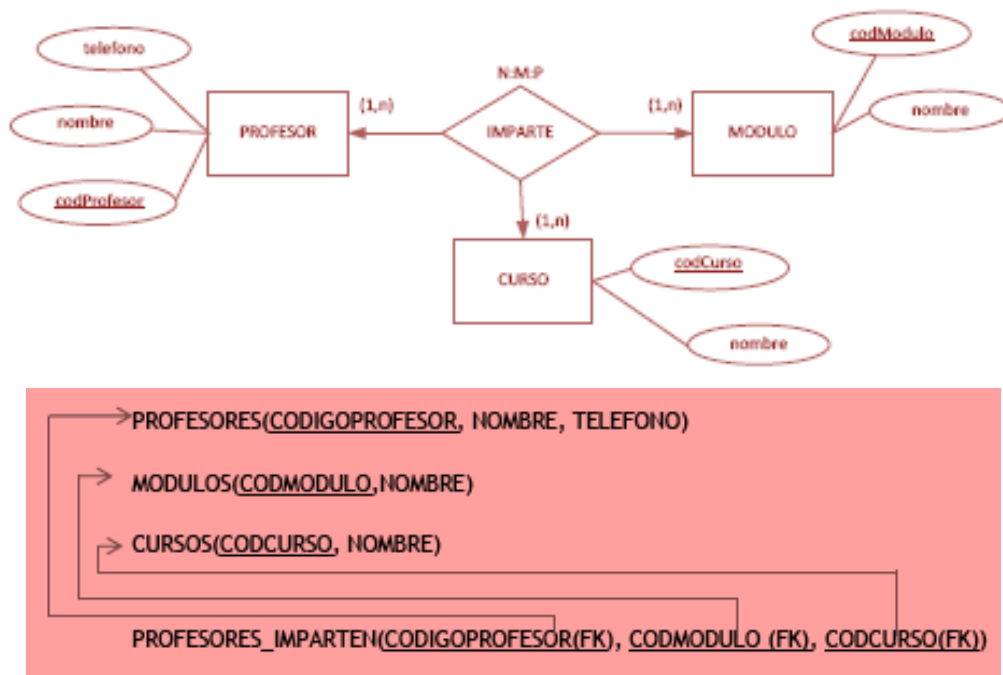 telefono
nombre
codProfesor
PROFESOR
(1,n)
N:M:P
IMPARTE
(1,n)
MODULO
codModulo
nombre
(1,n)
CURSO
codCurso
nombre
PROFESORES(CODIGOPROFESOR, NOMBRE, TELEFONO)
MODULOS(CODMODULO,NOMBRE)
CURSOS(CODCURSO, NOMBRE)
PROFESORES_IMPARTEN(CODIGOPROFESOR(FK), CODMODULO (FK), CODCURSO(FK))